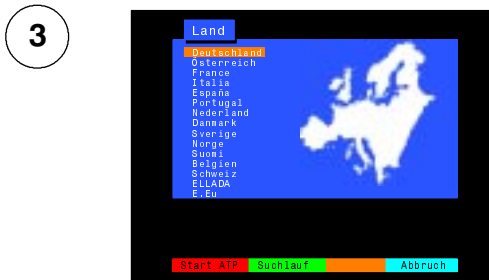 3
Land
Deutschland
Österreich
France
Italia
España
Portugal
Nederland
Danmark
Sverige
Norge
Suomi
Belgien
Schweiz
ELLADA
E.Eu
Start ATP Suchlauf Abbruch